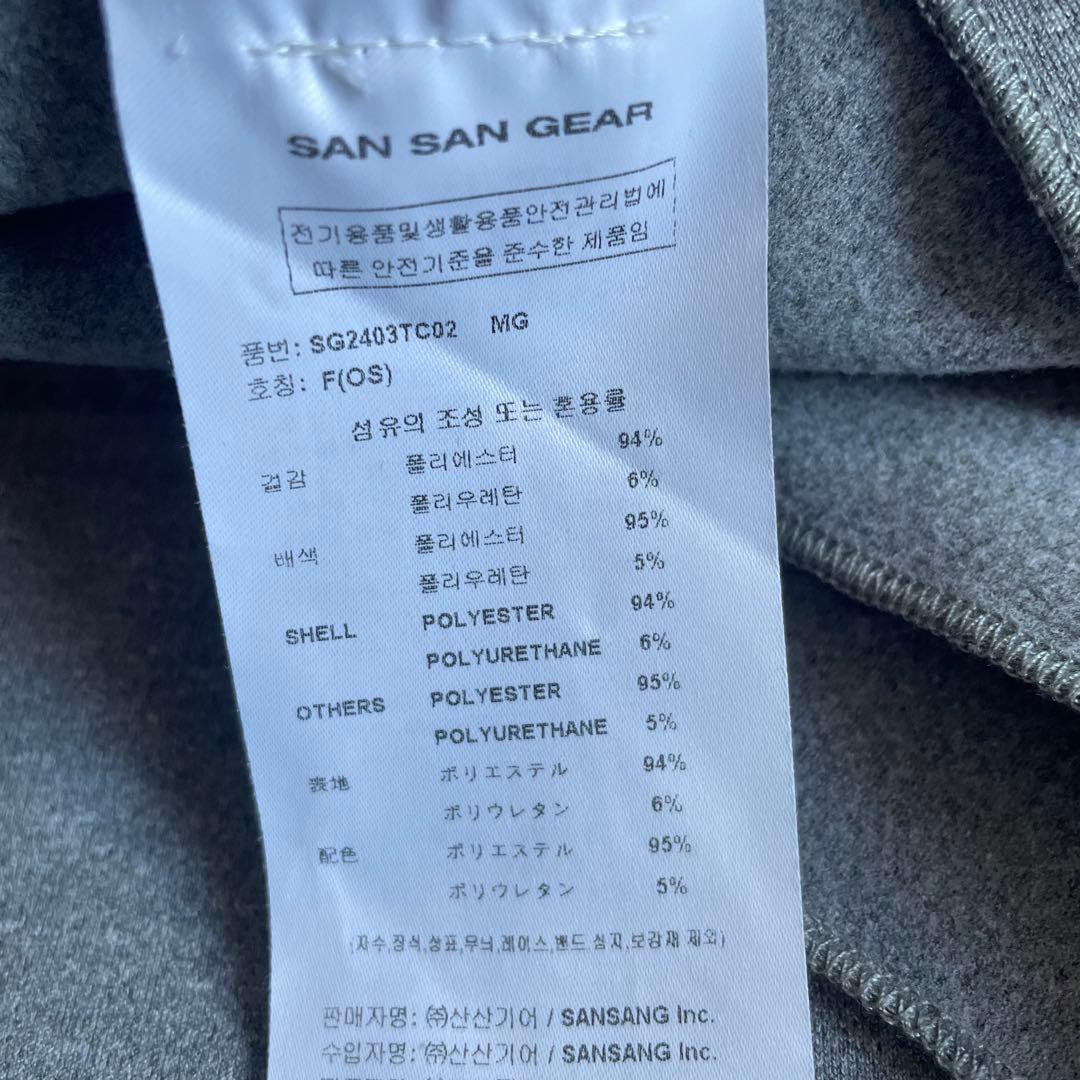 SAN SAN GEAR
전기용품및생활용품안전관리법에
따른 안전기준을 준수한 제품임
품번: SG2403TC02 MG
호칭: F(OS)
섬유의 조성 또는 혼용률
겉감 폴리에스터 94%
폴리우레탄 6%
배색 폴리에스터 95%
폴리우레탄 5%
SHELL POLYESTER 94%
POLYURETHANE 6%
OTHERS POLYESTER 95%
POLYURETHANE 5%
表地 ポリエステル 94%
ポリウレタン 6%
配色 ポリエステル 95%
ポリウレタン 5%
(자수,장식,상표,무늬,레이스,밴드 심지,보강재 제외)
판매자명: ㈜산산기어 / SANSANG Inc.
수입자명: ㈜산산기어 / SANSANG Inc.